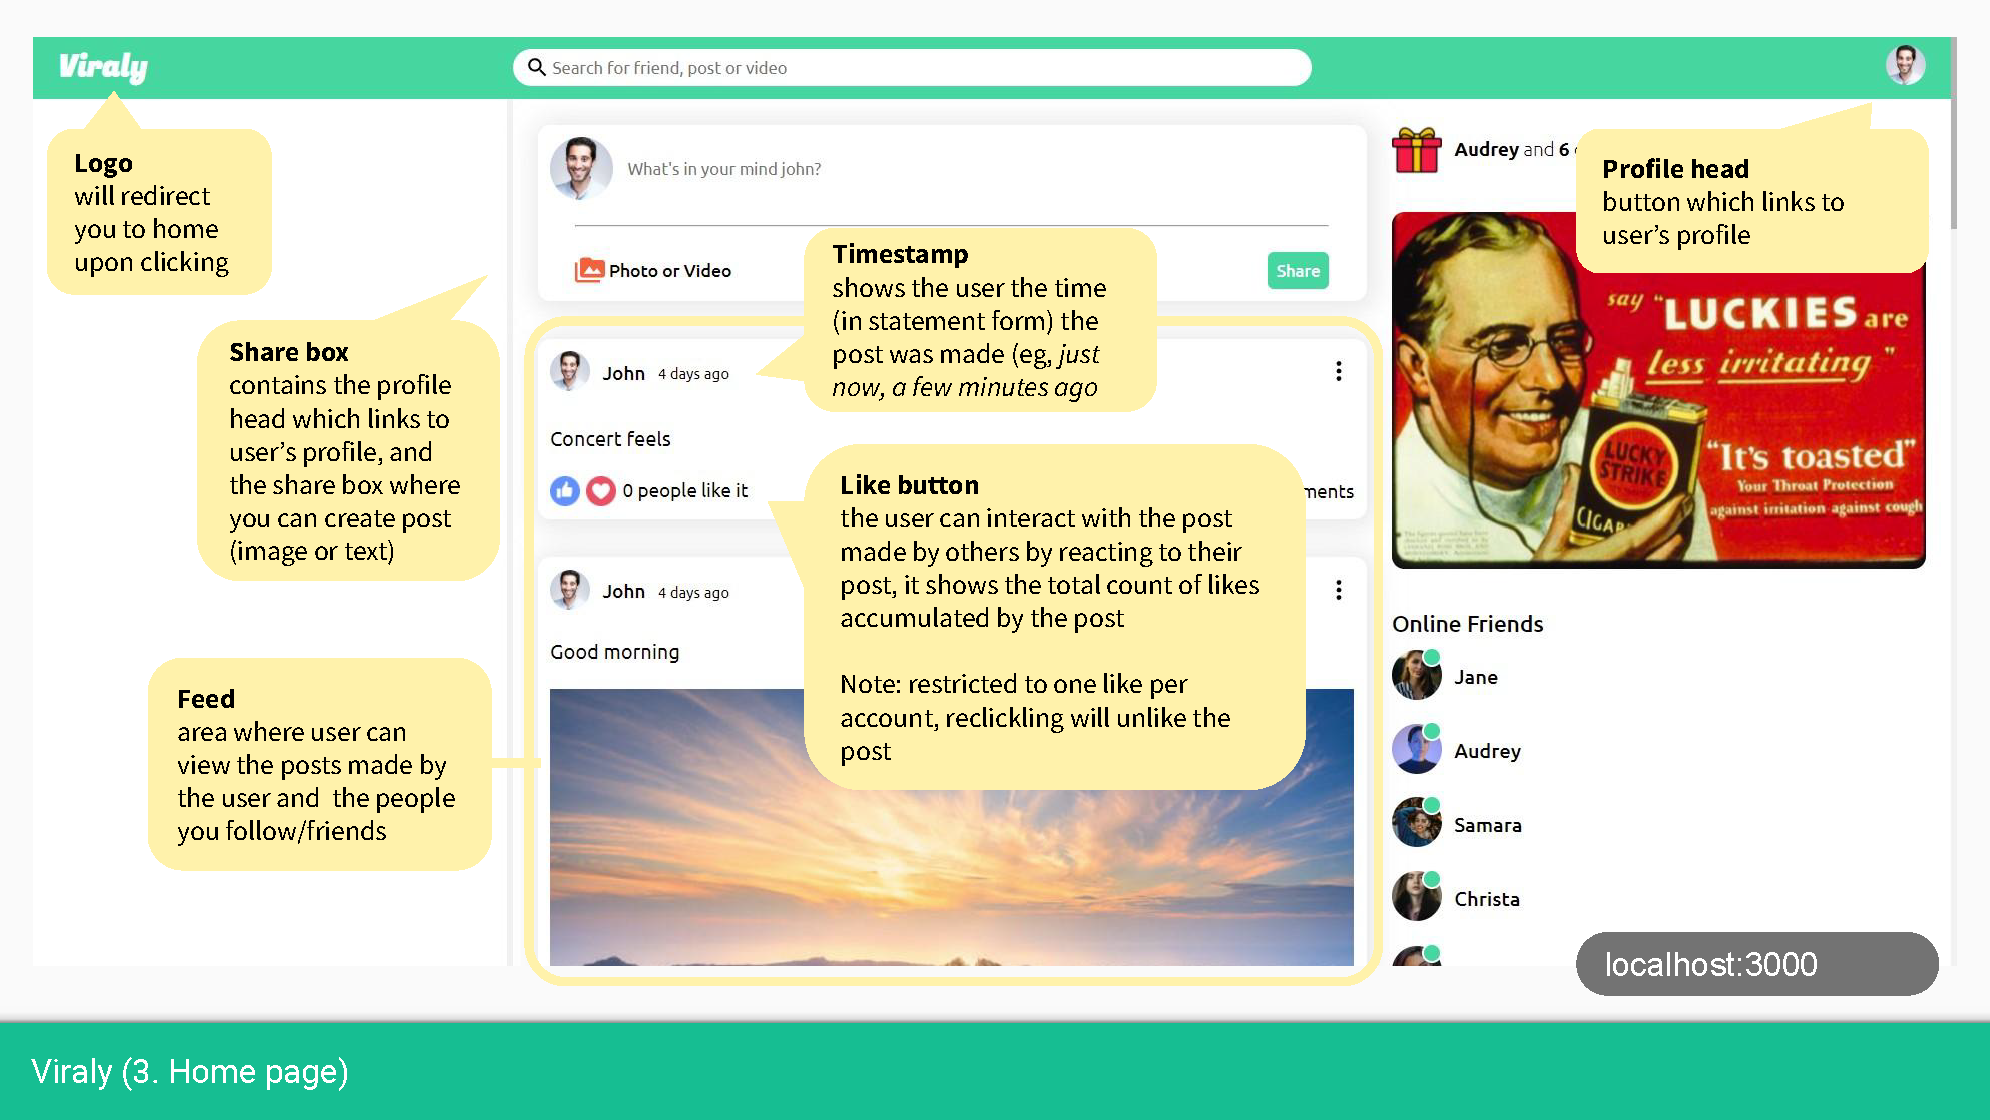 Viraly
Search for friend, post or video
Logo
will redirect
you to home
upon clicking
What's in your mind john?
Photo or Video
Share
Audrey and 6
Profile head
button which links to
user's profile
Timestamp
shows the user the time
(in statement form) the
post was made (eg, just
now, a few minutes ago
Share box
contains the profile
head which links to
user's profile, and
the share box where
you can create post
(image or text)
John 4 days ago
Concert feels
0 people like it
Like button
the user can interact with the post
made by others by reacting to their
post, it shows the total count of likes
accumulated by the post
Note: restricted to one like per
account, reclickling will unlike the
post
John 4 days ago
Good morning
Feed
area where user can
view the posts made by
the user and  the people
you follow/friends
say "LUCKIES are
less irritating"
LUCKY
STRIKE
"It's toasted"
Your Throat Protection
against irritation-against cough
Online Friends
Jane
Audrey
Samara
Christa
localhost:3000
Viraly (3. Home page)